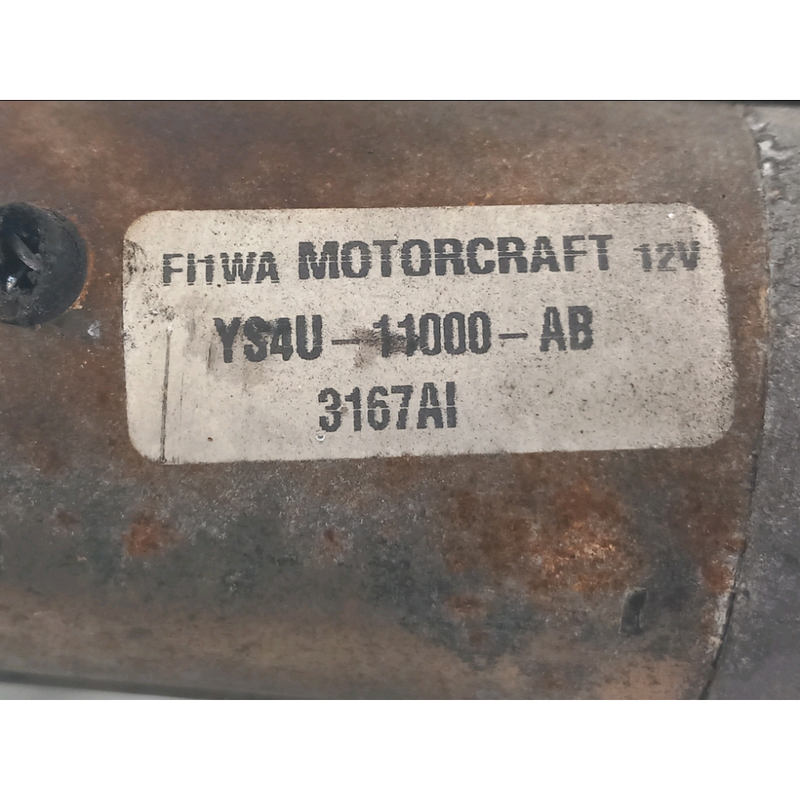 FI1WA MOTORCRAFT 12V
YS4U-11000-AB
3167AI